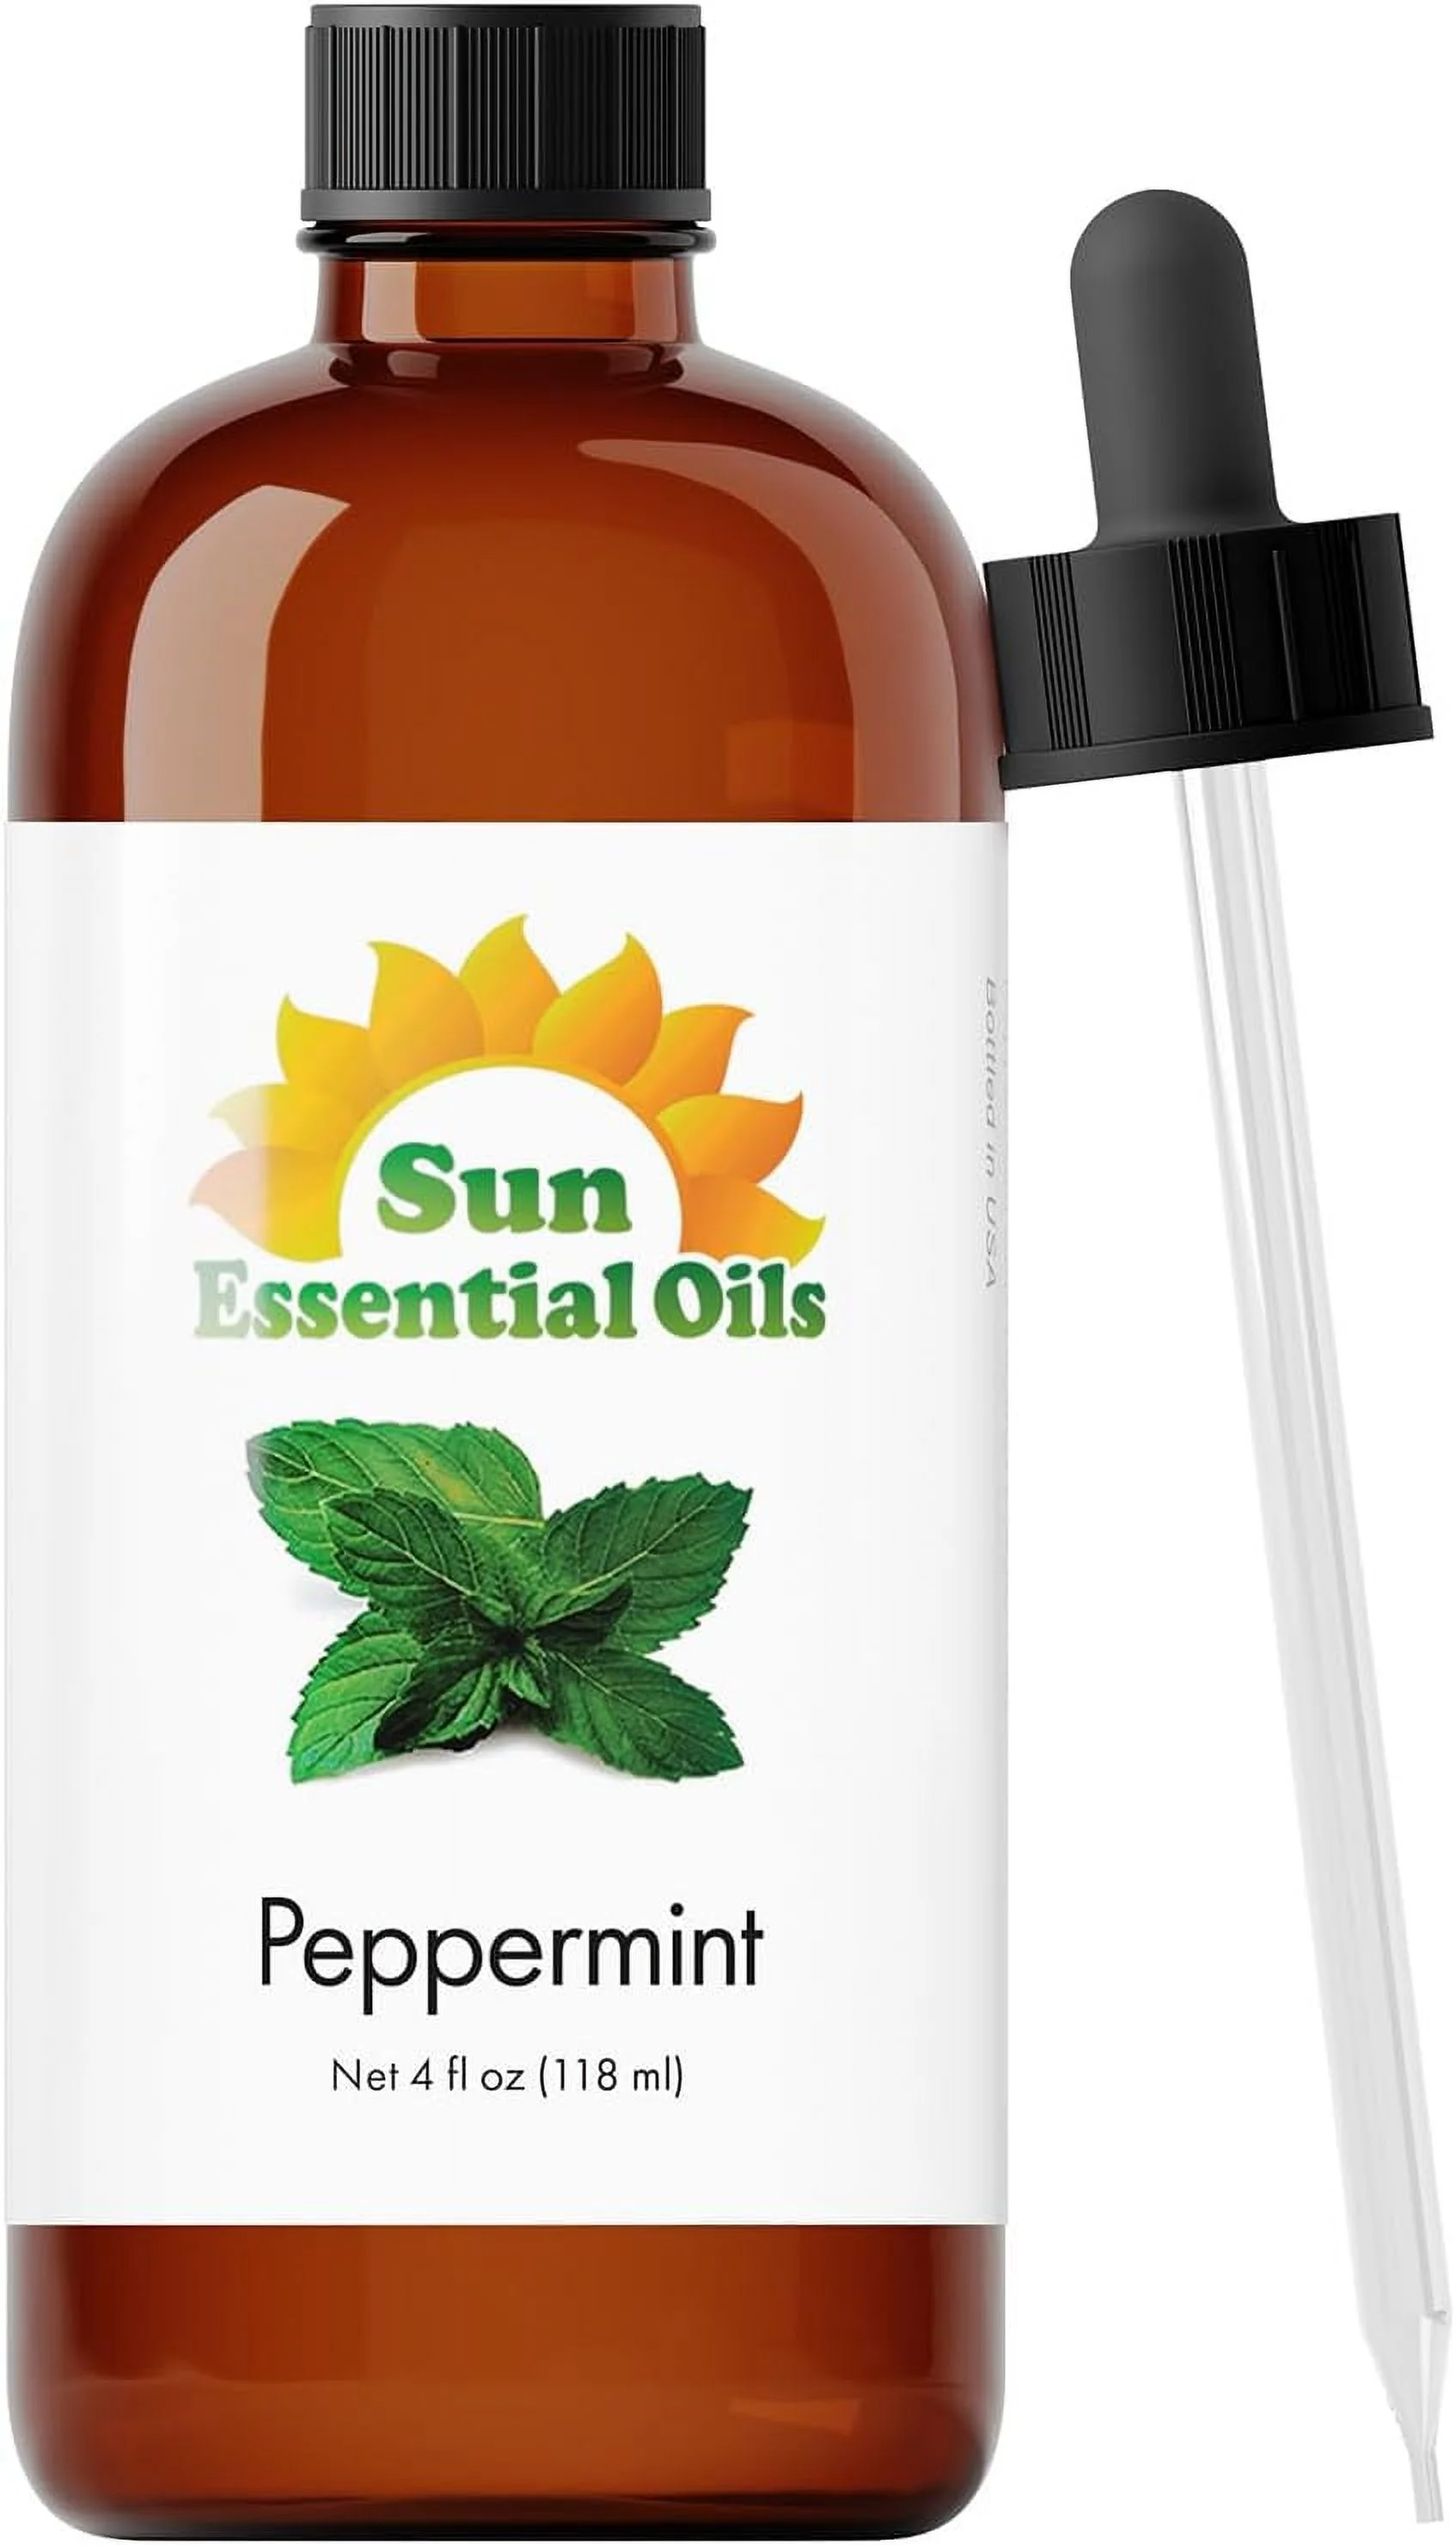 Sun
Essential Oils
Peppermint
Net 4 fl oz (118 ml)
Bottled in USA